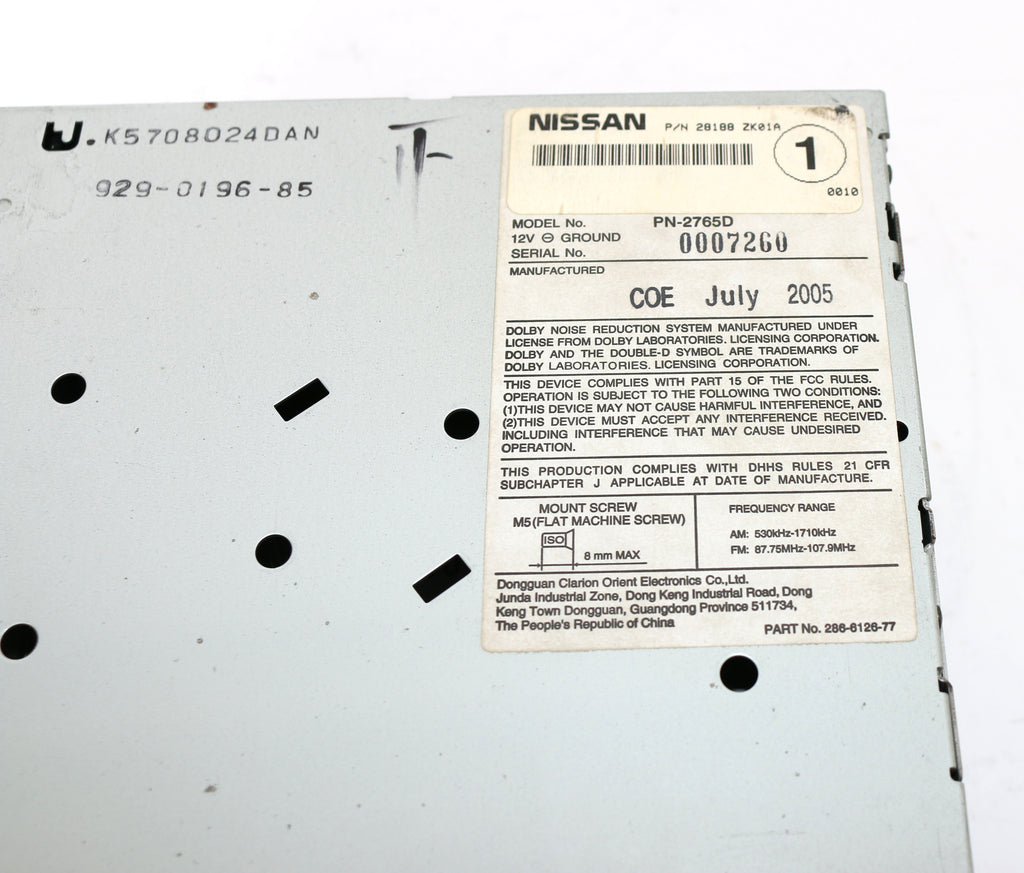 U. K5708024DAN
929-0196-85
NISSAN P/N 28188 ZK01A
1
0010
MODEL No. PN-2765D
12V ⊖ GROUND
SERIAL No. 0007260
MANUFACTURED
COE July 2005
DOLBY NOISE REDUCTION SYSTEM MANUFACTURED UNDER
LICENSE FROM DOLBY LABORATORIES. LICENSING CORPORATION.
DOLBY AND THE DOUBLE-D SYMBOL ARE TRADEMARKS OF
DOLBY LABORATORIES. LICENSING CORPORATION.
THIS DEVICE COMPLIES WITH PART 15 OF THE FCC RULES.
OPERATION IS SUBJECT TO THE FOLLOWING TWO CONDITIONS:
(1)THIS DEVICE MAY NOT CAUSE HARMFUL INTERFERENCE, AND
(2)THIS DEVICE MUST ACCEPT ANY INTERFERENCE RECEIVED.
INCLUDING INTERFERENCE THAT MAY CAUSE UNDESIRED
OPERATION.
THIS PRODUCTION COMPLIES WITH DHHS RULES 21 CFR
SUBCHAPTER J APPLICABLE AT DATE OF MANUFACTURE.
MOUNT SCREW
M5(FLAT MACHINE SCREW)
ISO
8 mm MAX
FREQUENCY RANGE
AM: 530kHz-1710kHz
FM: 87.75MHz-107.9MHz
Dongguan Clarion Orient Electronics Co.,Ltd.
Junda Industrial Zone, Dong Keng Industrial Road, Dong
Keng Town Dongguan, Guangdong Province 511734,
The People's Republic of China
PART No. 286-6126-77